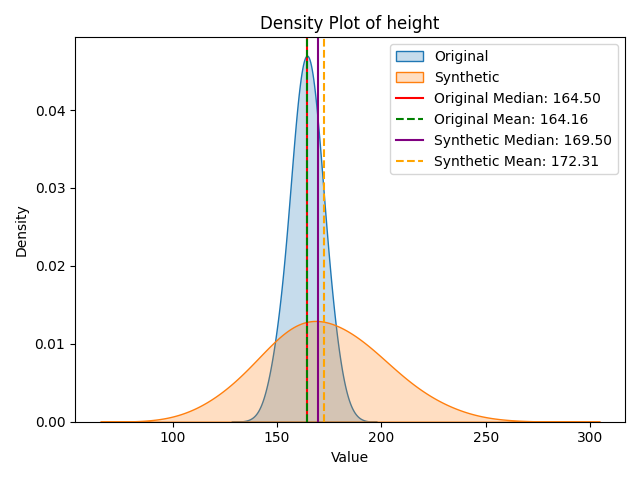 Density Plot of height
Original
Synthetic
Original Median: 164.50
Original Mean: 164.16
Synthetic Median: 169.50
Synthetic Mean: 172.31
Density
0.04
0.03
0.02
0.01
0.00
100
150
200
250
300
Value